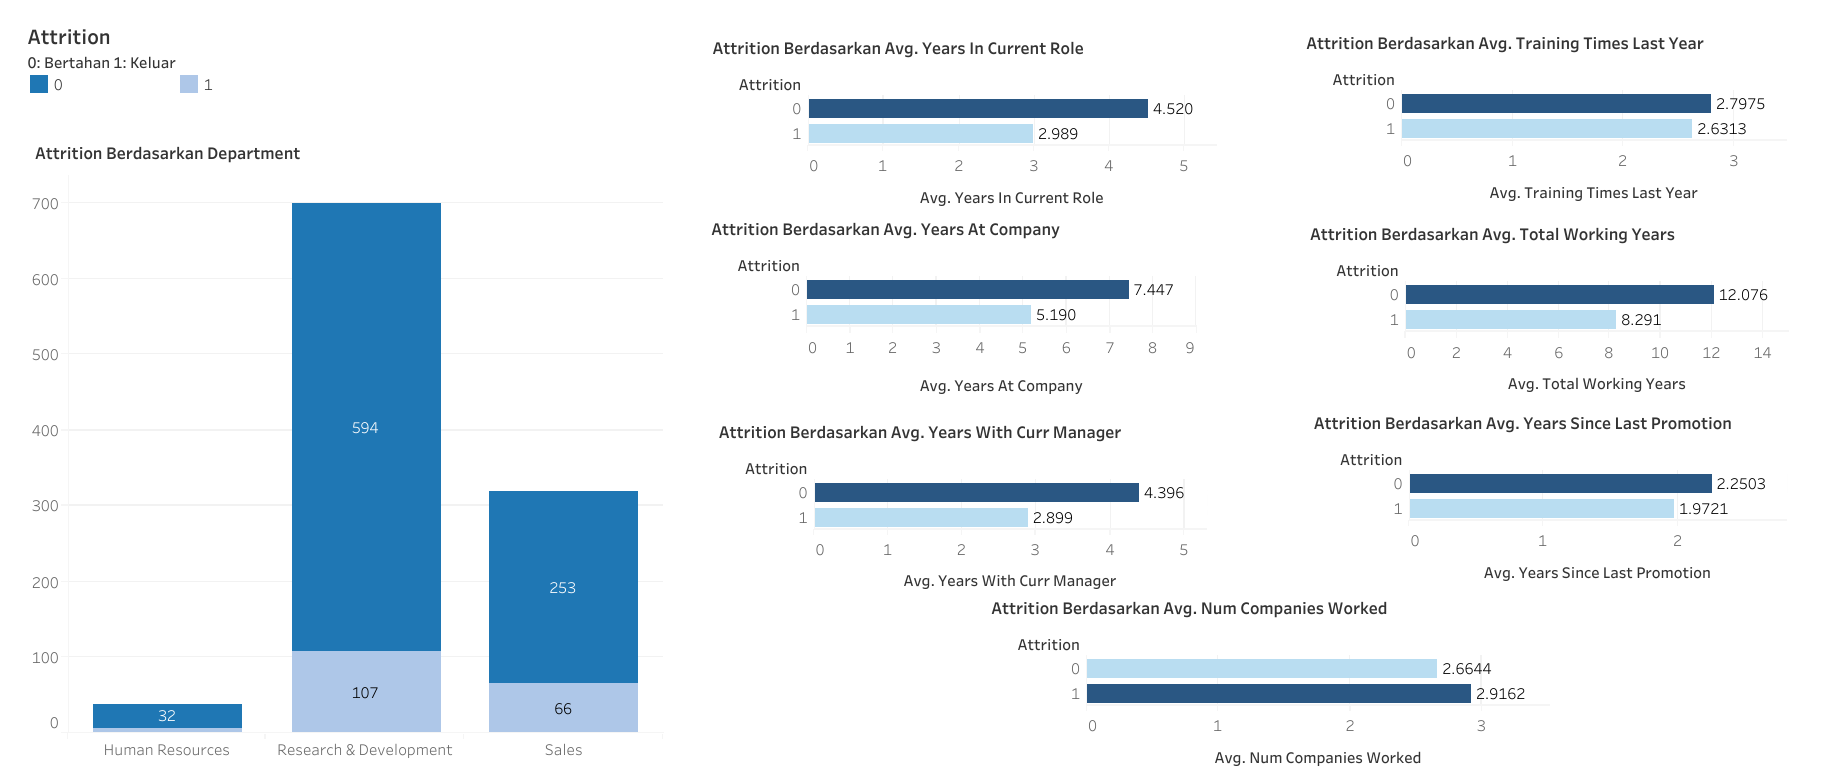 Attrition
0: Bertahan 1: Keluar
0 1
Attrition Berdasarkan Department
700
600
500
400
300
200
100
0
594
253
107
66
32
Human Resources Research & Development Sales
Attrition Berdasarkan Avg. Years In Current Role
Attrition
0 4.520
1 2.989
0 1 2 3 4 5
Avg. Years In Current Role
Attrition Berdasarkan Avg. Years At Company
Attrition
0 7.447
1 5.190
0 1 2 3 4 5 6 7 8 9
Avg. Years At Company
Attrition Berdasarkan Avg. Years With Curr Manager
Attrition
0 4.396
1 2.899
0 1 2 3 4 5
Avg. Years With Curr Manager
Attrition Berdasarkan Avg. Training Times Last Year
Attrition
0 2.7975
1 2.6313
0 1 2 3
Avg. Training Times Last Year
Attrition Berdasarkan Avg. Total Working Years
Attrition
0 12.076
1 8.291
0 2 4 6 8 10 12 14
Avg. Total Working Years
Attrition Berdasarkan Avg. Years Since Last Promotion
Attrition
0 2.2503
1 1.9721
0 1 2
Avg. Years Since Last Promotion
Attrition Berdasarkan Avg. Num Companies Worked
Attrition
0 2.6644
1 2.9162
0 1 2 3
Avg. Num Companies Worked